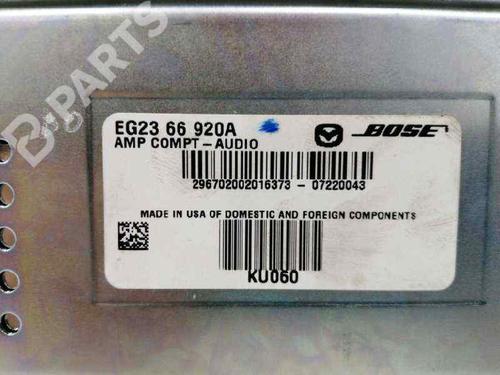 B-PARTS
EG23 66 920A
BOSE
AMP COMPT-AUDIO
296702002016373 - 07220043
MADE IN USA OF DOMESTIC AND FOREIGN COMPONENTS
KU060